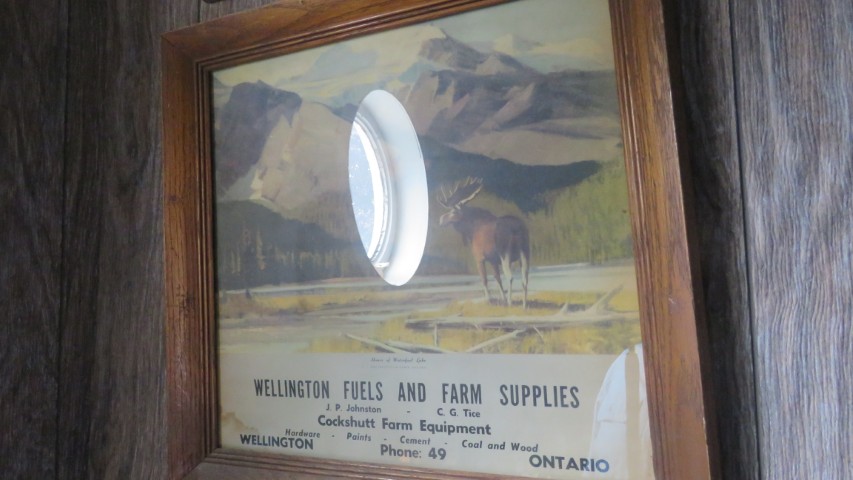 WELLINGTON FUELS AND FARM SUPPLIES
J. P. Johnston - C. G. Tice
Cockshutt Farm Equipment
Hardware - Paints - Cement - Coal and Wood
WELLINGTON Phone: 49 ONTARIO